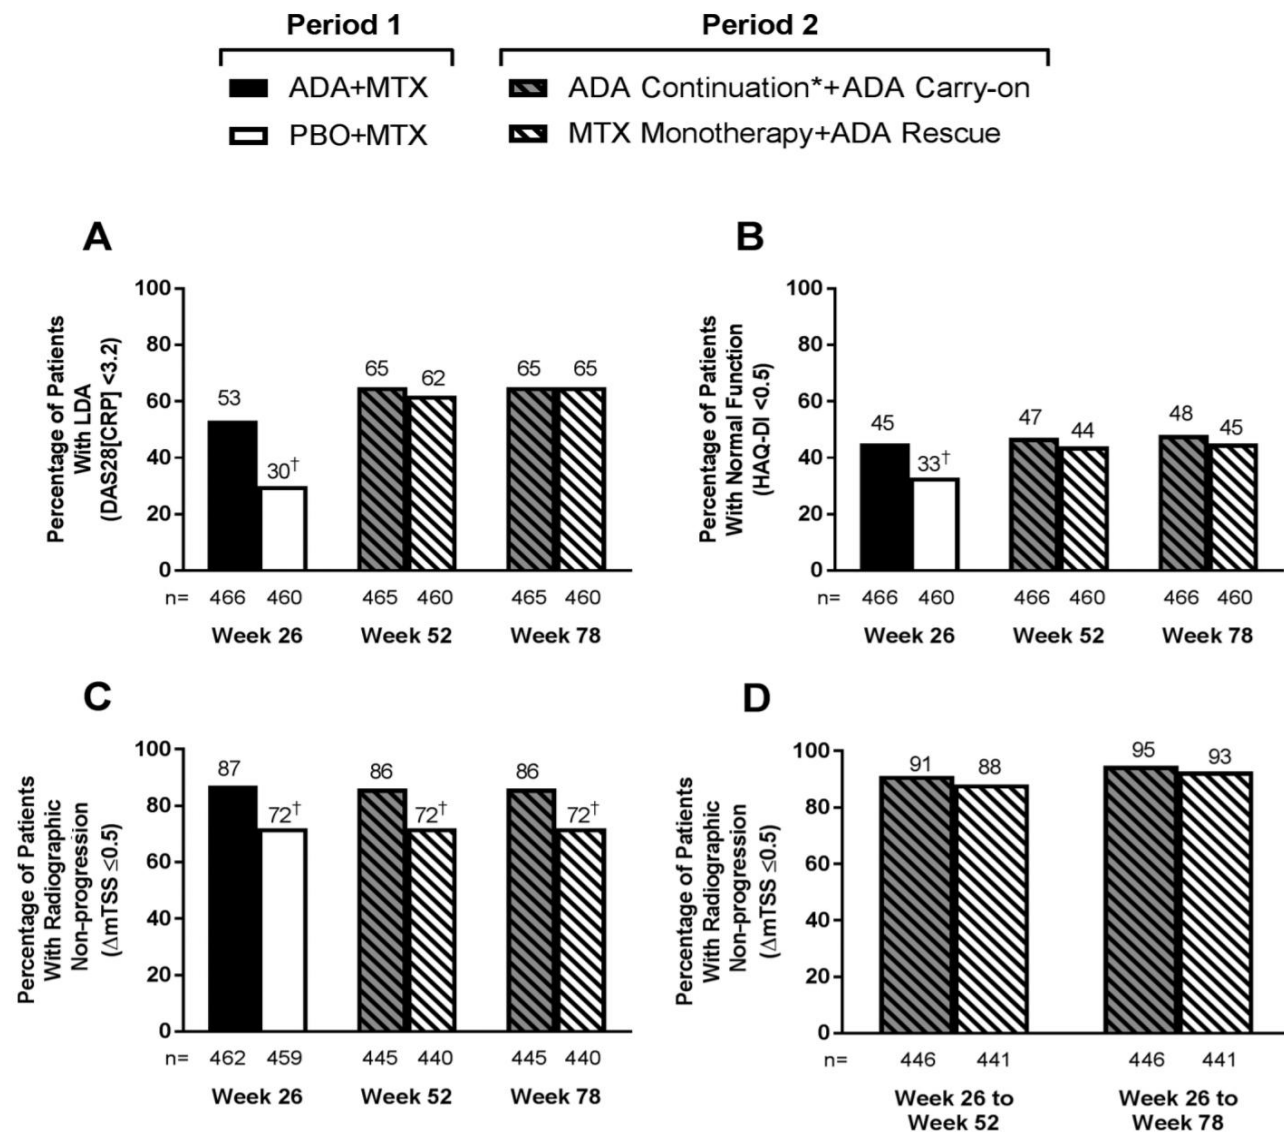 Period 1
Period 2
ADA+MTX
ADA Continuation*+ADA Carry-on
PBO+MTX
MTX Monotherapy+ADA Rescue
A
Percentage of Patients
With LDA
(DAS28[CRP] <3.2)
100
80
60
40
20
0
53
30†
65
62
65
65
n= 466 460 465 460 465 460
Week 26 Week 52 Week 78
B
Percentage of Patients
With Normal Function
(HAQ-DI <0.5)
100
80
60
40
20
0
45
33†
47
44
48
45
n= 466 460 466 460 466 460
Week 26 Week 52 Week 78
C
Percentage of Patients
With Radiographic
Non-progression
(ΔmTSS ≤0.5)
100
80
60
40
20
0
87
72†
86
72†
86
72†
n= 462 459 445 440 445 440
Week 26 Week 52 Week 78
D
Percentage of Patients
With Radiographic
Non-progression
(ΔmTSS ≤0.5)
100
80
60
40
20
0
91
88
95
93
n= 446 441 446 441
Week 26 to Week 26 to
Week 52 Week 78